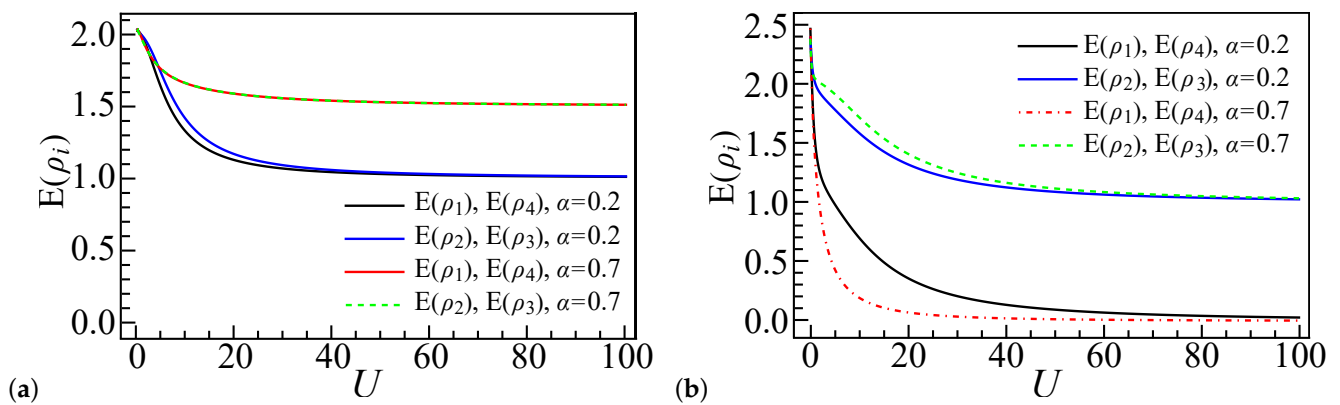 2.0
1.5
1.0
0.5
0.0
E(ρi)
E(ρ1), E(ρ4), α=0.2
E(ρ2), E(ρ3), α=0.2
E(ρ1), E(ρ4), α=0.7
E(ρ2), E(ρ3), α=0.7
0 20 40 60 80 100
U
(a)
2.5
2.0
1.5
1.0
0.5
0.0
E(ρi)
E(ρ1), E(ρ4), α=0.2
E(ρ2), E(ρ3), α=0.2
E(ρ1), E(ρ4), α=0.7
E(ρ2), E(ρ3), α=0.7
0 20 40 60 80 100
U
(b)